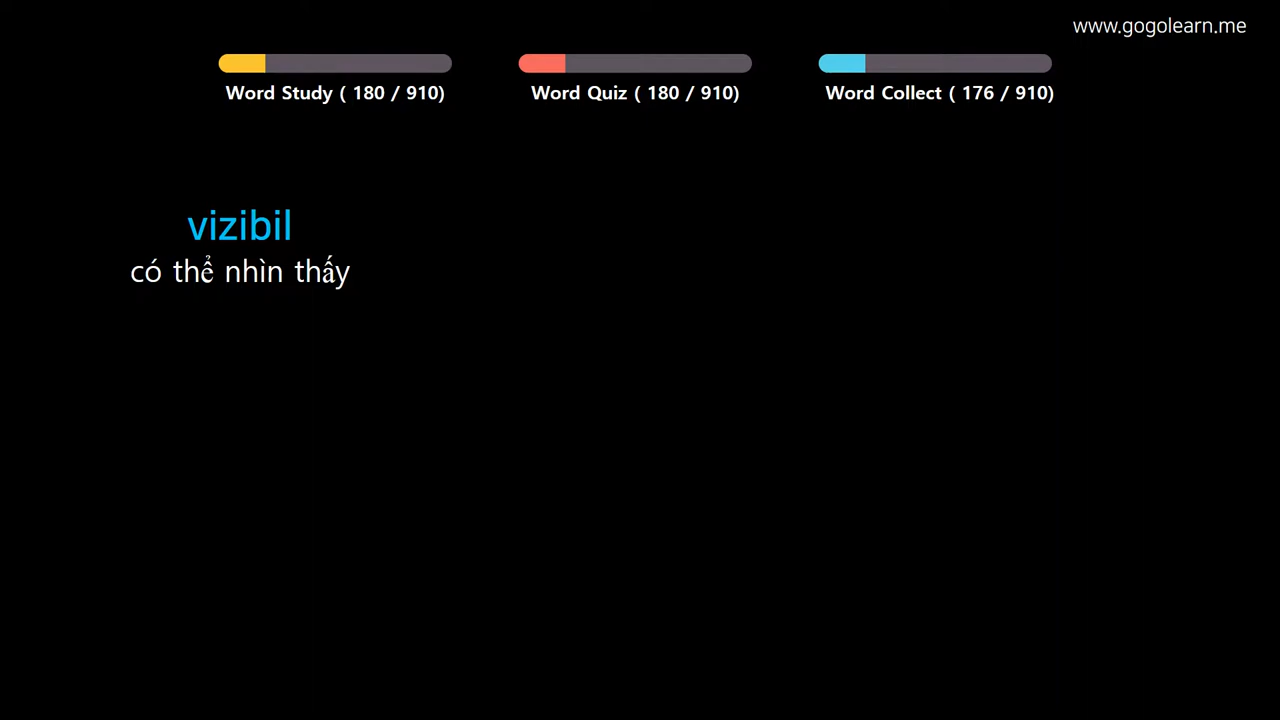 www.gogolearn.me
Word Study ( 180 / 910)
Word Quiz ( 180 / 910)
Word Collect ( 176 / 910)
vizibil
có thể nhìn thấy